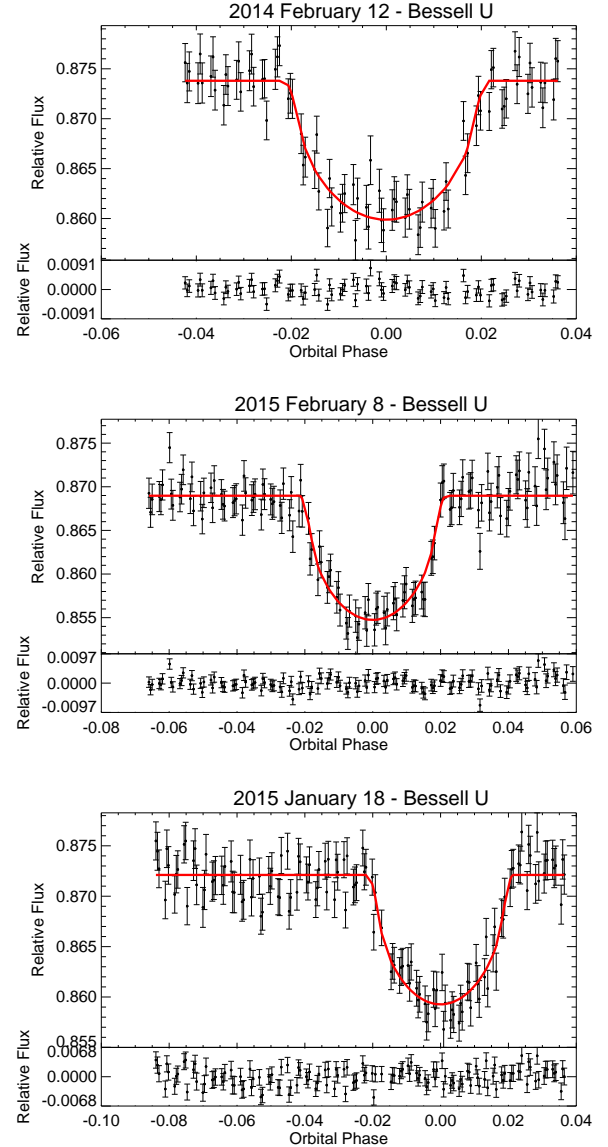 2014 February 12 - Bessell U
0.875
0.870
0.865
0.860
Relative Flux
0.0091
0.0000
-0.0091
Relative Flux
-0.06 -0.04 -0.02 0.00 0.02 0.04
Orbital Phase
2015 February 8 - Bessell U
0.875
0.870
0.865
0.860
0.855
Relative Flux
0.0097
0.0000
-0.0097
Relative Flux
-0.08 -0.06 -0.04 -0.02 0.00 0.02 0.04 0.06
Orbital Phase
2015 January 18 - Bessell U
0.875
0.870
0.865
0.860
0.855
Relative Flux
0.0068
0.0000
-0.0068
Relative Flux
-0.10 -0.08 -0.06 -0.04 -0.02 0.00 0.02 0.04
Orbital Phase